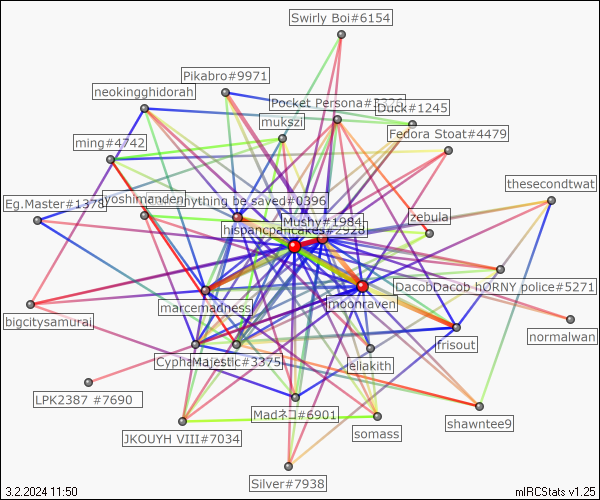 Swirly Boi#6154
Pikabro#9971
neokingghidorah
Pocket Persona#
Duck#1245
mukszi
Fedora Stoat#4479
ming#4742
thesecondtwat
Eg.Master#1378
yoshimanden
anything be saved#0396
Mushy#1984
zebula
hispancpancakes#2928
DacobDacob hORNY police#5271
marcemadness
moonraven
bigcitysamurai
normalwan
frisout
Majestic#3375
eliakith
LPK2387 #7690
Madネコ#6901
shawntee9
somass
JKOUYH VIII#7034
Silver#7938
3.2.2024 11:50
mIRCStats v1.25